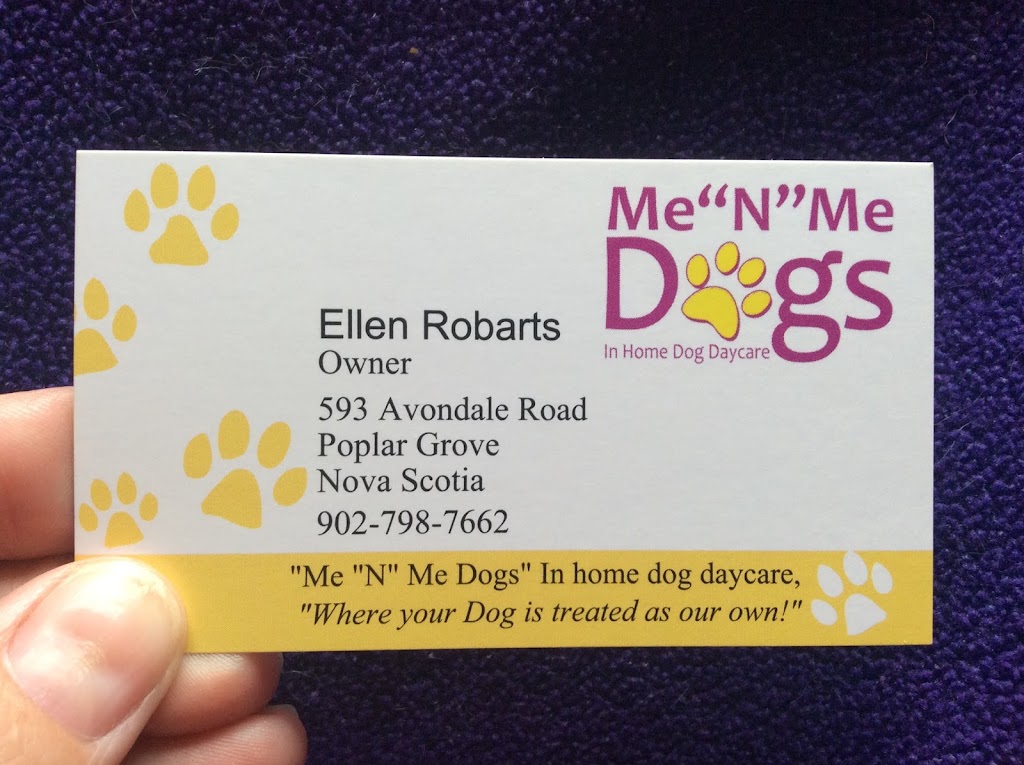 Me“N”Me
Dogs
In Home Dog Daycare
Ellen Robarts
Owner
593 Avondale Road
Poplar Grove
Nova Scotia
902-798-7662
"Me "N" Me Dogs" In home dog daycare,
"Where your Dog is treated as our own!"